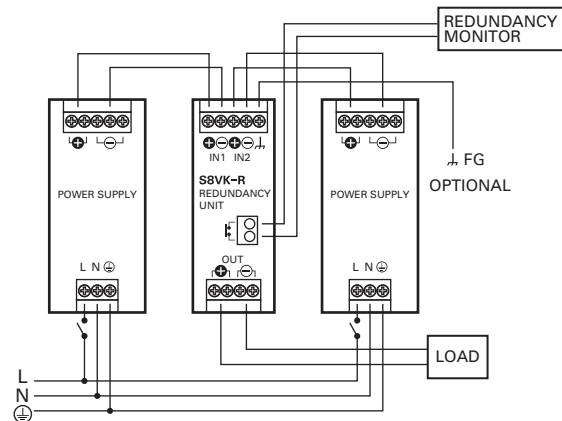 REDUNDANCY
MONITOR
IN1 IN2
FG
OPTIONAL
POWER SUPPLY
S8VK-R
REDUNDANCY
UNIT
POWER SUPPLY
OUT
L N
L N
LOAD
L
N